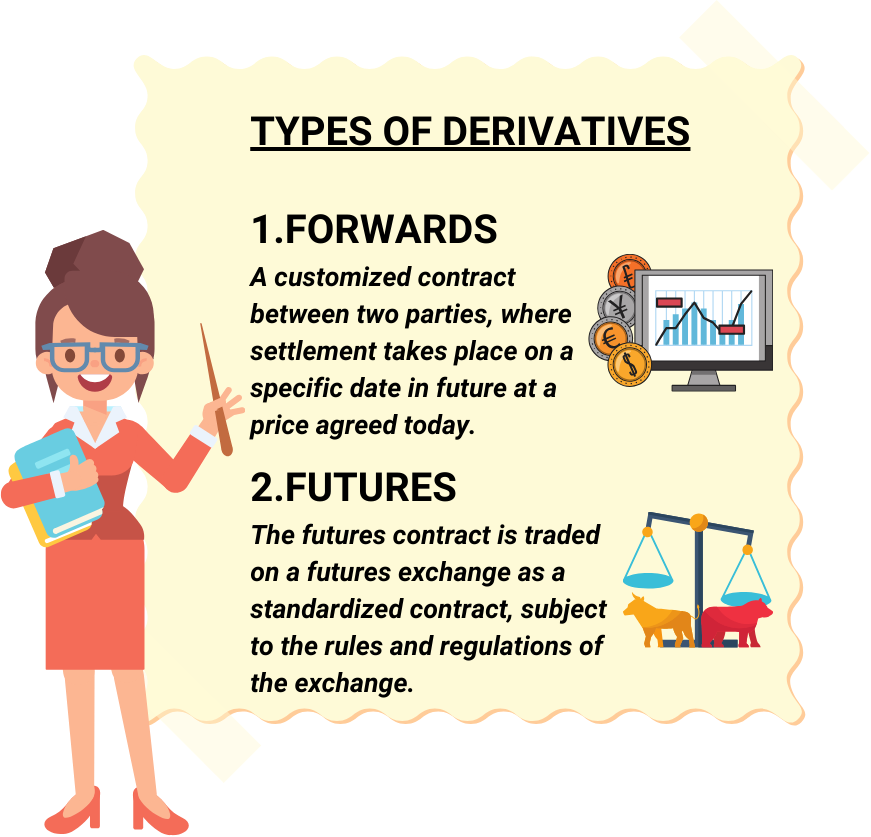 TYPES OF DERIVATIVES
1.FORWARDS
A customized contract
between two parties, where
settlement takes place on a
specific date in future at a
price agreed today.
2.FUTURES
The futures contract is traded
on a futures exchange as a
standardized contract, subject
to the rules and regulations of
the exchange.